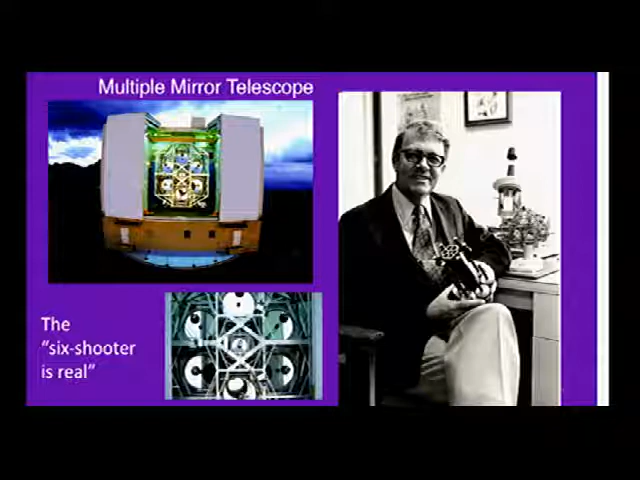 Multiple Mirror Telescope
The
“six-shooter
is real”